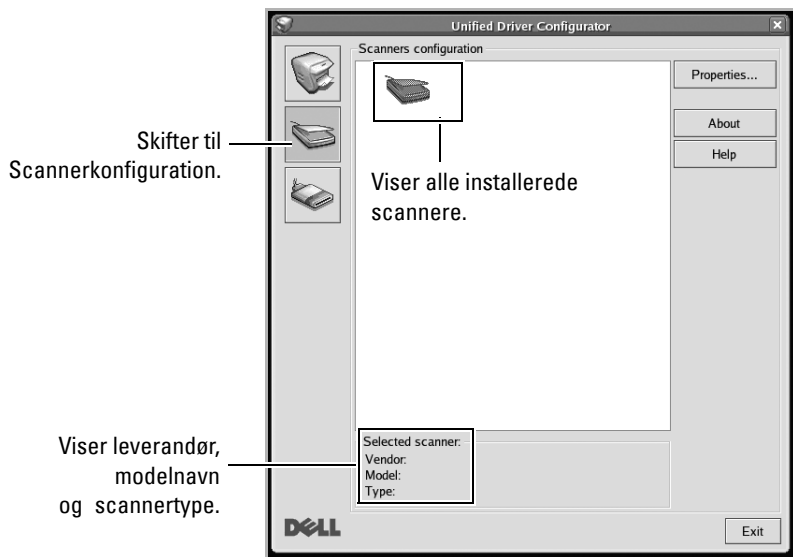 Unified Driver Configurator
Scanners configuration
Properties...
About
Help
Skifter til
Scannerkonfiguration.
Viser alle installerede
scannere.
Viser leverandør,
modelnavn
og scannertype.
Selected scanner:
Vendor:
Model:
Type:
DELL
Exit